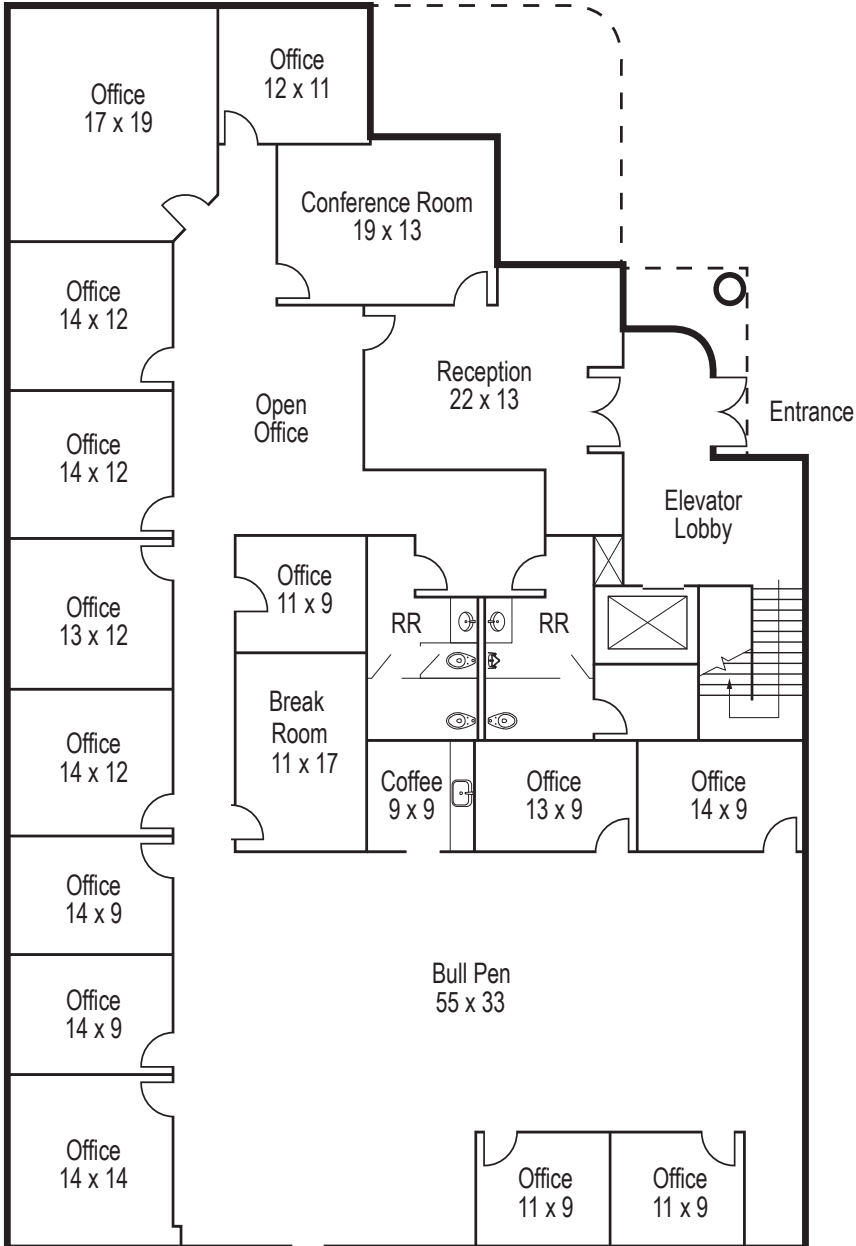 Office
12 x 11
Office
17 x 19
Conference Room
19 x 13
Office
14 x 12
Reception
22 x 13
Entrance
Open
Office
Office
14 x 12
Elevator
Lobby
Office
11 x 9
Office
13 x 12
RR
RR
Break
Room
11 x 17
Office
14 x 12
Coffee
9 x 9
Office
13 x 9
Office
14 x 9
Office
14 x 9
Bull Pen
55 x 33
Office
14 x 9
Office
14 x 14
Office
11 x 9
Office
11 x 9